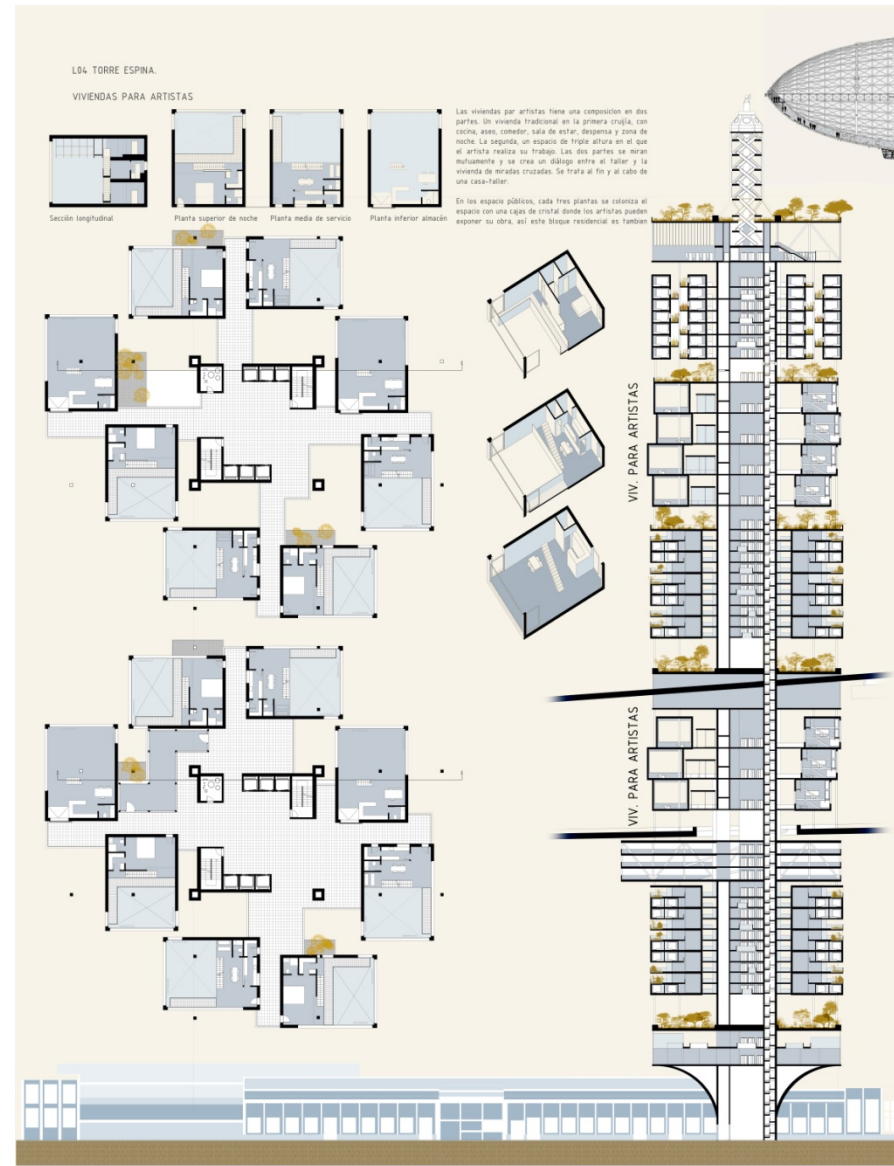 L04 TORRE ESPINA.
VIVIENDAS PARA ARTISTAS
Las viviendas par artistas tiene una composicion en dos
partes. Un vivienda tradicional en la primera crujía, con
cocina, aseo, comedor, sala de estar, despensa y zona de
noche. La segunda, un espacio de triple altura en el que
el artista realiza su trabajo. Las dos partes se miran
mutuamente y se crea un diálogo entre el taller y la
vivienda de miradas cruzadas. Se trata al fin y al cabo de
una casa-taller.
En los espacio públicos, cada tres plantas se coloniza el
espacio con una cajas de cristal donde los artistas pueden
exponer su obra, así este bloque residencial es tambien
Sección longitudinal
Planta superior de noche
Planta media de servicio
Planta inferior almacén
VIV. PARA ARTISTAS
VIV. PARA ARTISTAS